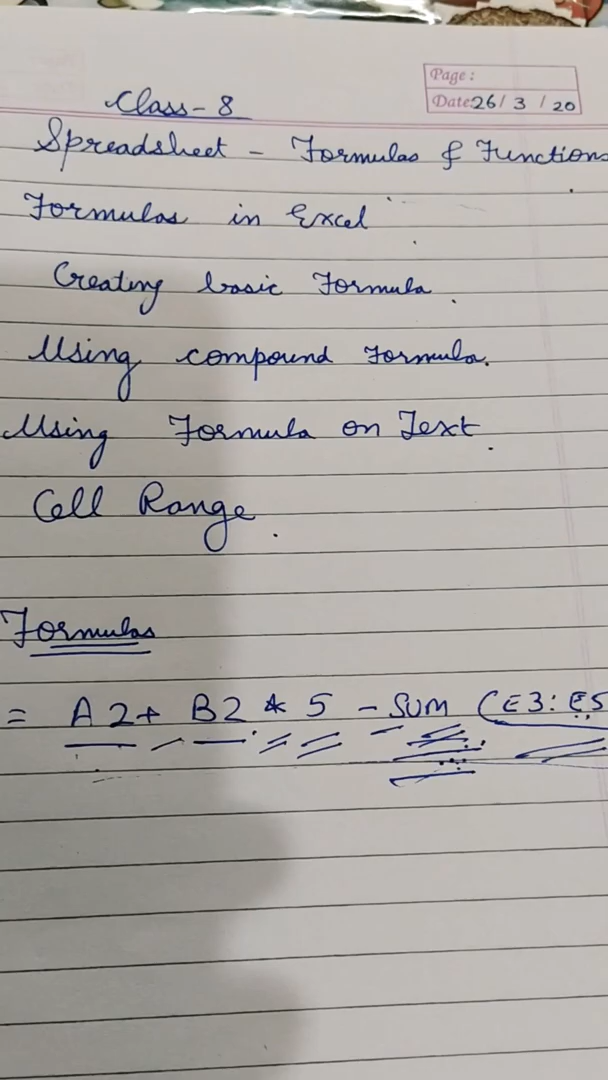 Page:
Date: 26/3/20
Class-8
Spreadsheet - Formulas & Functions
Formulas in Excel
Creating basic Formula.
Using compound Formula.
Using Formula on Text.
Cell Range.
Formulas
= A2+ B2 * 5 - SUM (E3:E5